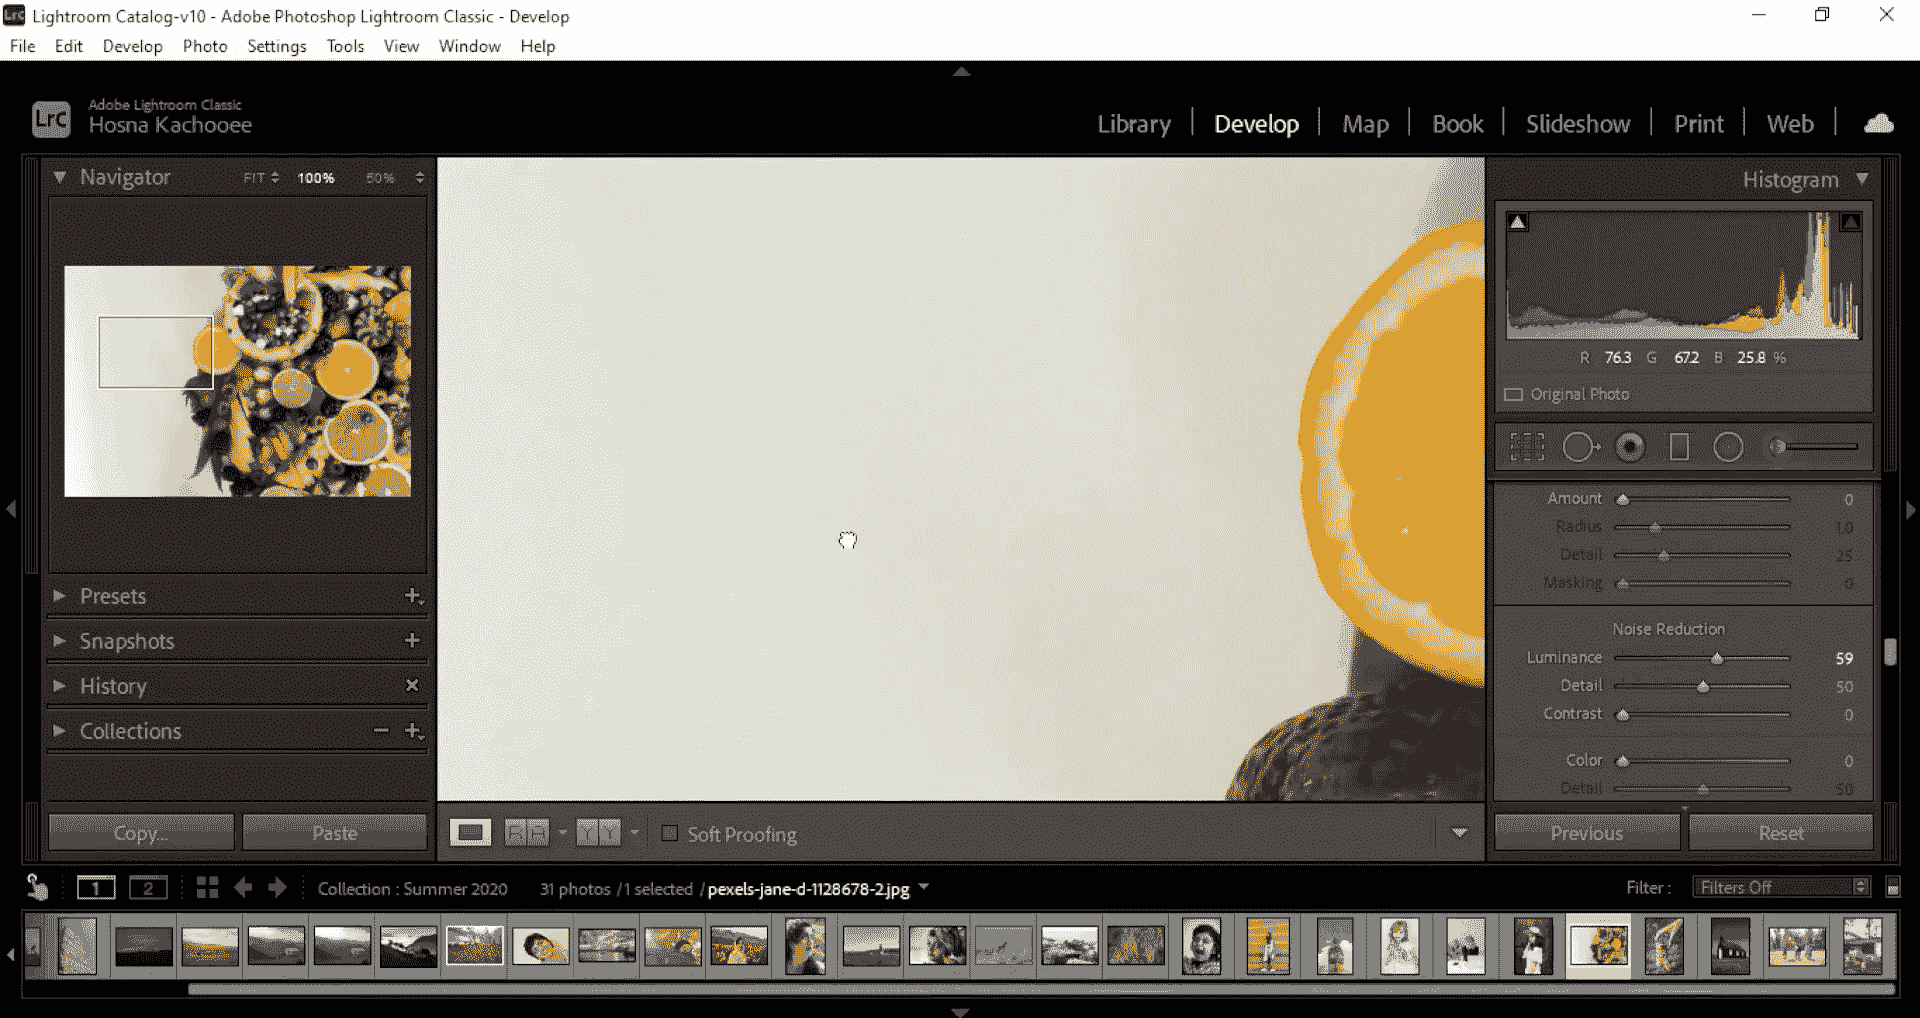 Lrc Lightroom Catalog-v10 - Adobe Photoshop Lightroom Classic - Develop
File Edit Develop Photo Settings Tools View Window Help
LrC
Adobe Lightroom Classic
Hosna Kachooee
Library Develop Map Book Slideshow Print Web
Navigator FIT 100% 50%
Histogram
R 76.3 G 67.2 B 25.8 %
Original Photo
Amount 0
Radius 1.0
Detail 25
Masking 0
Noise Reduction
Luminance 59
Detail 50
Contrast 0
Color 0
Detail 50
Presets
Snapshots
History
Collections
Copy... Paste
R A Y Y Soft Proofing
Previous Reset
1 2 Collection : Summer 2020 31 photos / 1 selected / pexels-jane-d-1128678-2.jpg
Filter : Filters Off